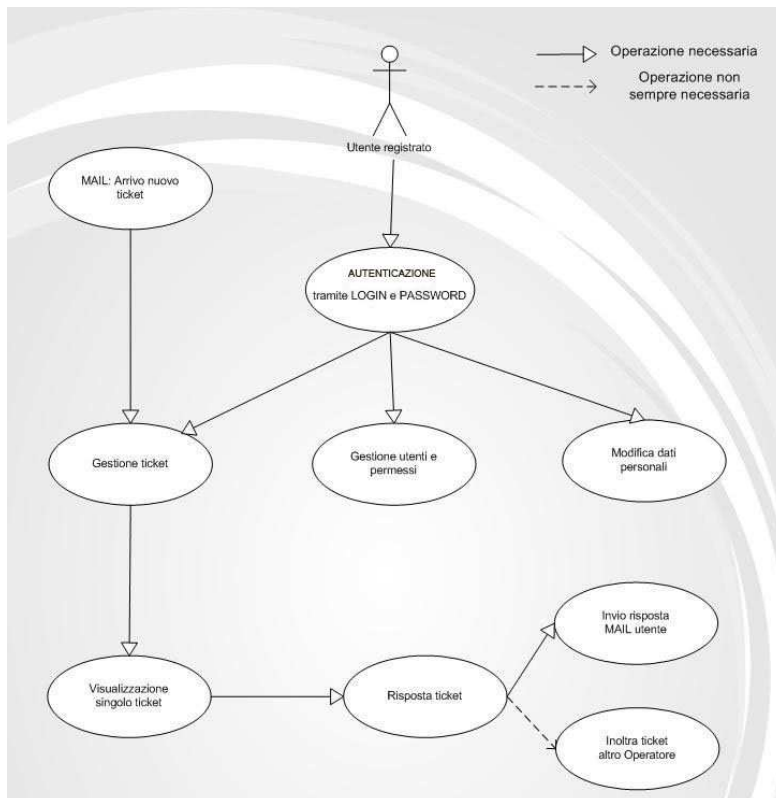 Operazione necessaria
Operazione non
sempre necessaria
Utente registrato
MAIL: Arrivo nuovo
ticket
AUTENTICAZIONE
tramite LOGIN e PASSWORD
Gestione ticket
Gestione utenti e
permessi
Modifica dati
personali
Invio risposta
MAIL utente
Visualizzazione
singolo ticket
Risposta ticket
Inoltra ticket
altro Operatore